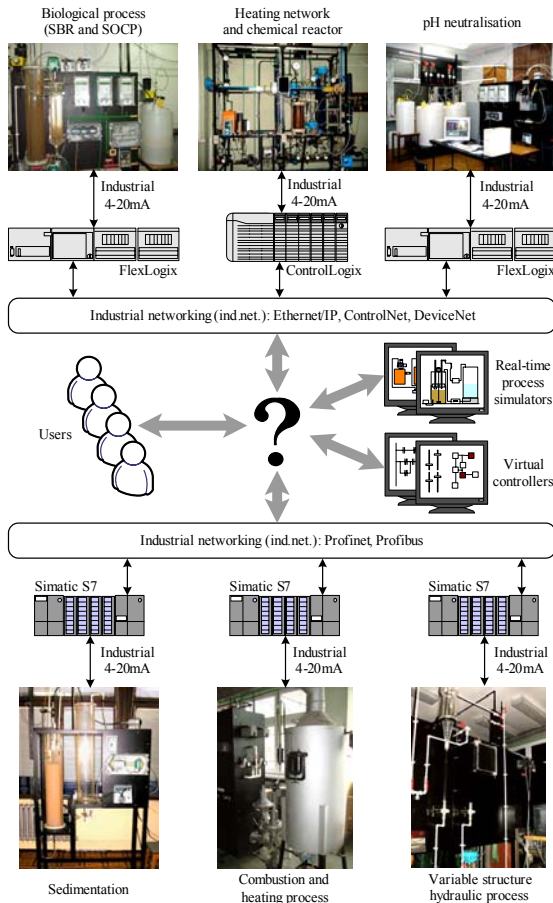 Biological process
(SBR and SOCP)
Heating network
and chemical reactor
pH neutralisation
Industrial
4-20mA
Industrial
4-20mA
Industrial
4-20mA
FlexLogix
ControlLogix
FlexLogix
Industrial networking (ind.net.): Ethernet/IP, ControlNet, DeviceNet
Users
?
Real-time
process
simulators
Virtual
controllers
Industrial networking (ind.net.): Profinet, Profibus
Simatic S7
Simatic S7
Simatic S7
Industrial
4-20mA
Industrial
4-20mA
Industrial
4-20mA
Sedimentation
Combustion and
heating process
Variable structure
hydraulic process